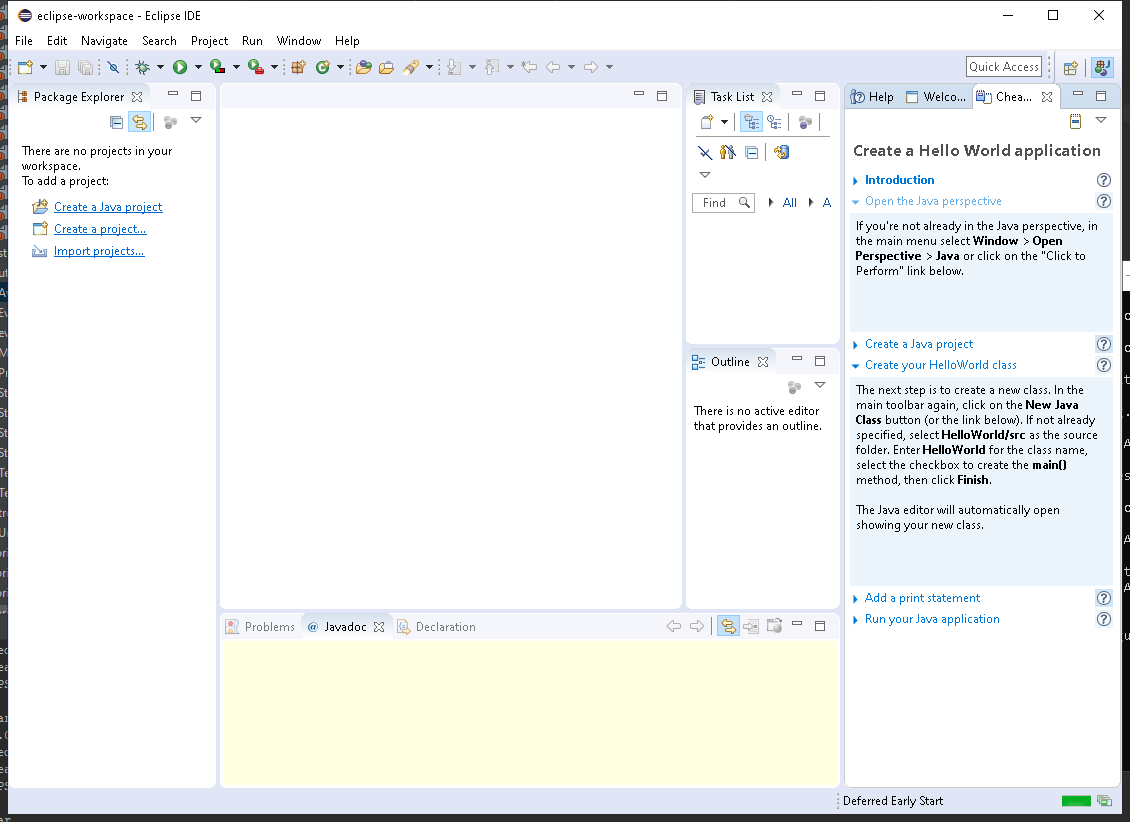 eclipse-workspace - Eclipse IDE
File Edit Navigate Search Project Run Window Help
Quick Access
Package Explorer
There are no projects in your
workspace.
To add a project:
Create a Java project
Create a project...
Import projects...
Task List
Find
All
A
Outline
There is no active editor
that provides an outline.
Help
Welco...
Chea...
Create a Hello World application
Introduction
Open the Java perspective
If you're not already in the Java perspective, in
the main menu select Window > Open
Perspective > Java or click on the "Click to
Perform" link below.
Create a Java project
Create your HelloWorld class
The next step is to create a new class. In the
main toolbar again, click on the New Java
Class button (or the link below). If not already
specified, select HelloWorld/src as the source
folder. Enter HelloWorld for the class name,
select the checkbox to create the main()
method, then click Finish.
The Java editor will automatically open
showing your new class.
Add a print statement
Run your Java application
Problems
@ Javadoc
Declaration
Deferred Early Start